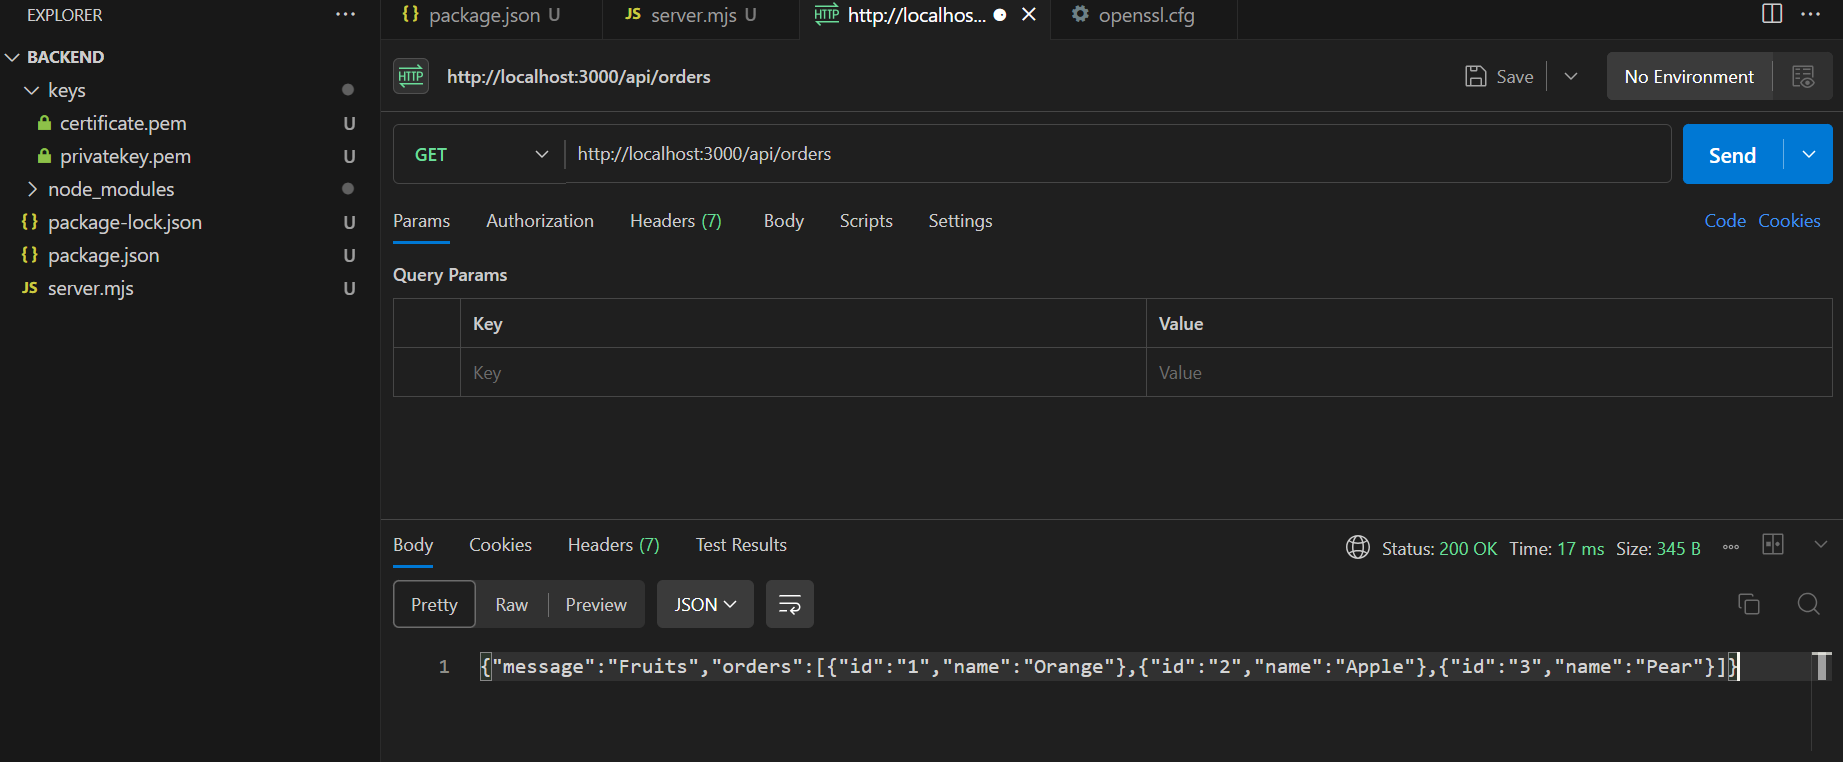 EXPLORER ···
BACKEND
keys
certificate.pem U
privatekey.pem U
node_modules
{} package-lock.json U
{} package.json U
JS server.mjs U
{} package.json U
JS server.mjs U
HTTP http://localhos...
openssl.cfg
HTTP http://localhost:3000/api/orders
Save
No Environment
GET http://localhost:3000/api/orders
Send
Params Authorization Headers (7) Body Scripts Settings Code Cookies
Query Params
Key Value
Key Value
Body Cookies Headers (7) Test Results Status: 200 OK Time: 17 ms Size: 345 B
Pretty Raw Preview JSON
1 {"message":"Fruits","orders":[{"id":"1","name":"Orange"},{"id":"2","name":"Apple"},{"id":"3","name":"Pear"}]}